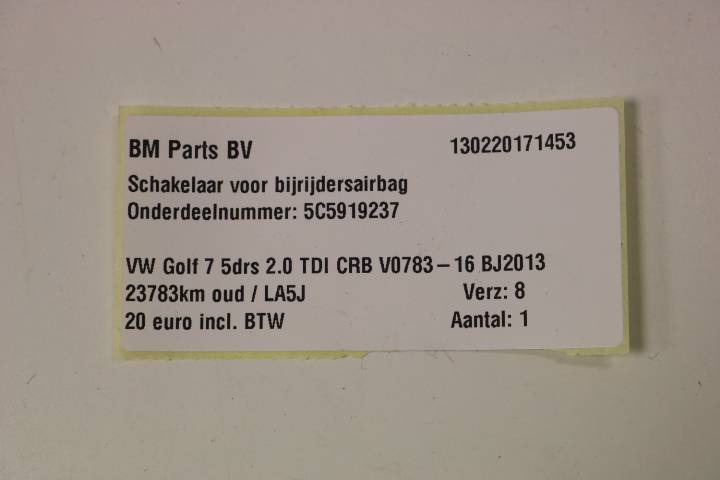 BM Parts BV 130220171453
Schakelaar voor bijrijdersairbag
Onderdeelnummer: 5C5919237
VW Golf 7 5drs 2.0 TDI CRB V0783 – 16 BJ2013
23783km oud / LA5J Verz: 8
20 euro incl. BTW Aantal: 1